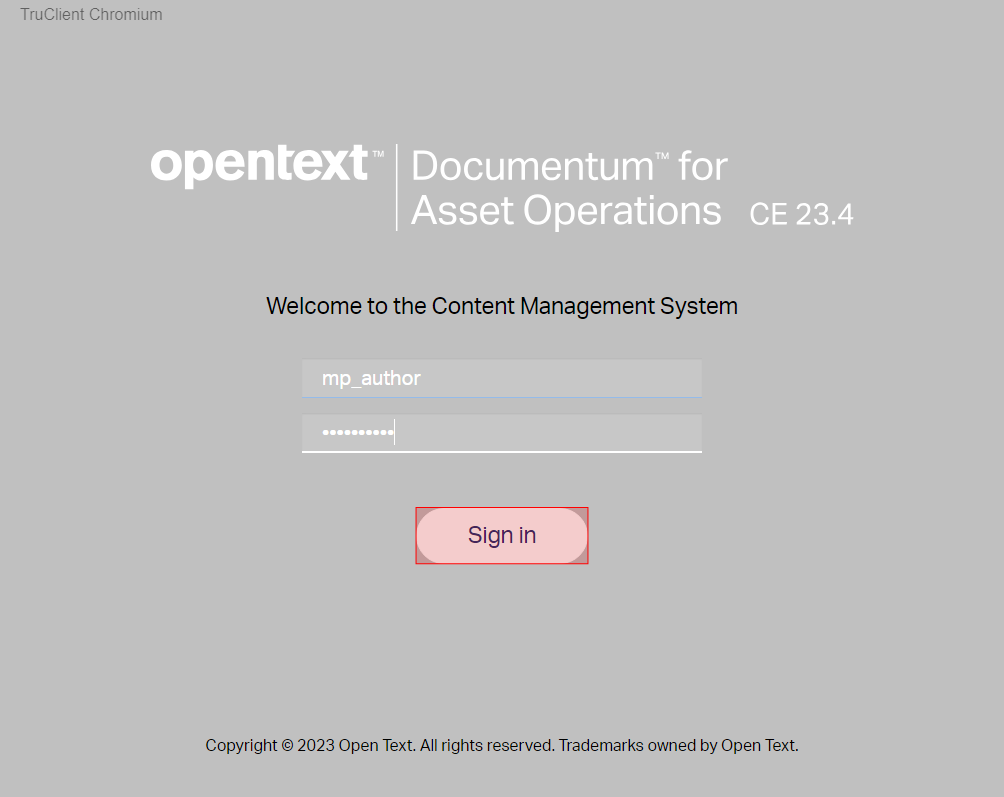 TruClient Chromium
opentext™ Documentum™ for
Asset Operations CE 23.4
Welcome to the Content Management System
mp_author
••••••••••
Sign in
Copyright © 2023 Open Text. All rights reserved. Trademarks owned by Open Text.